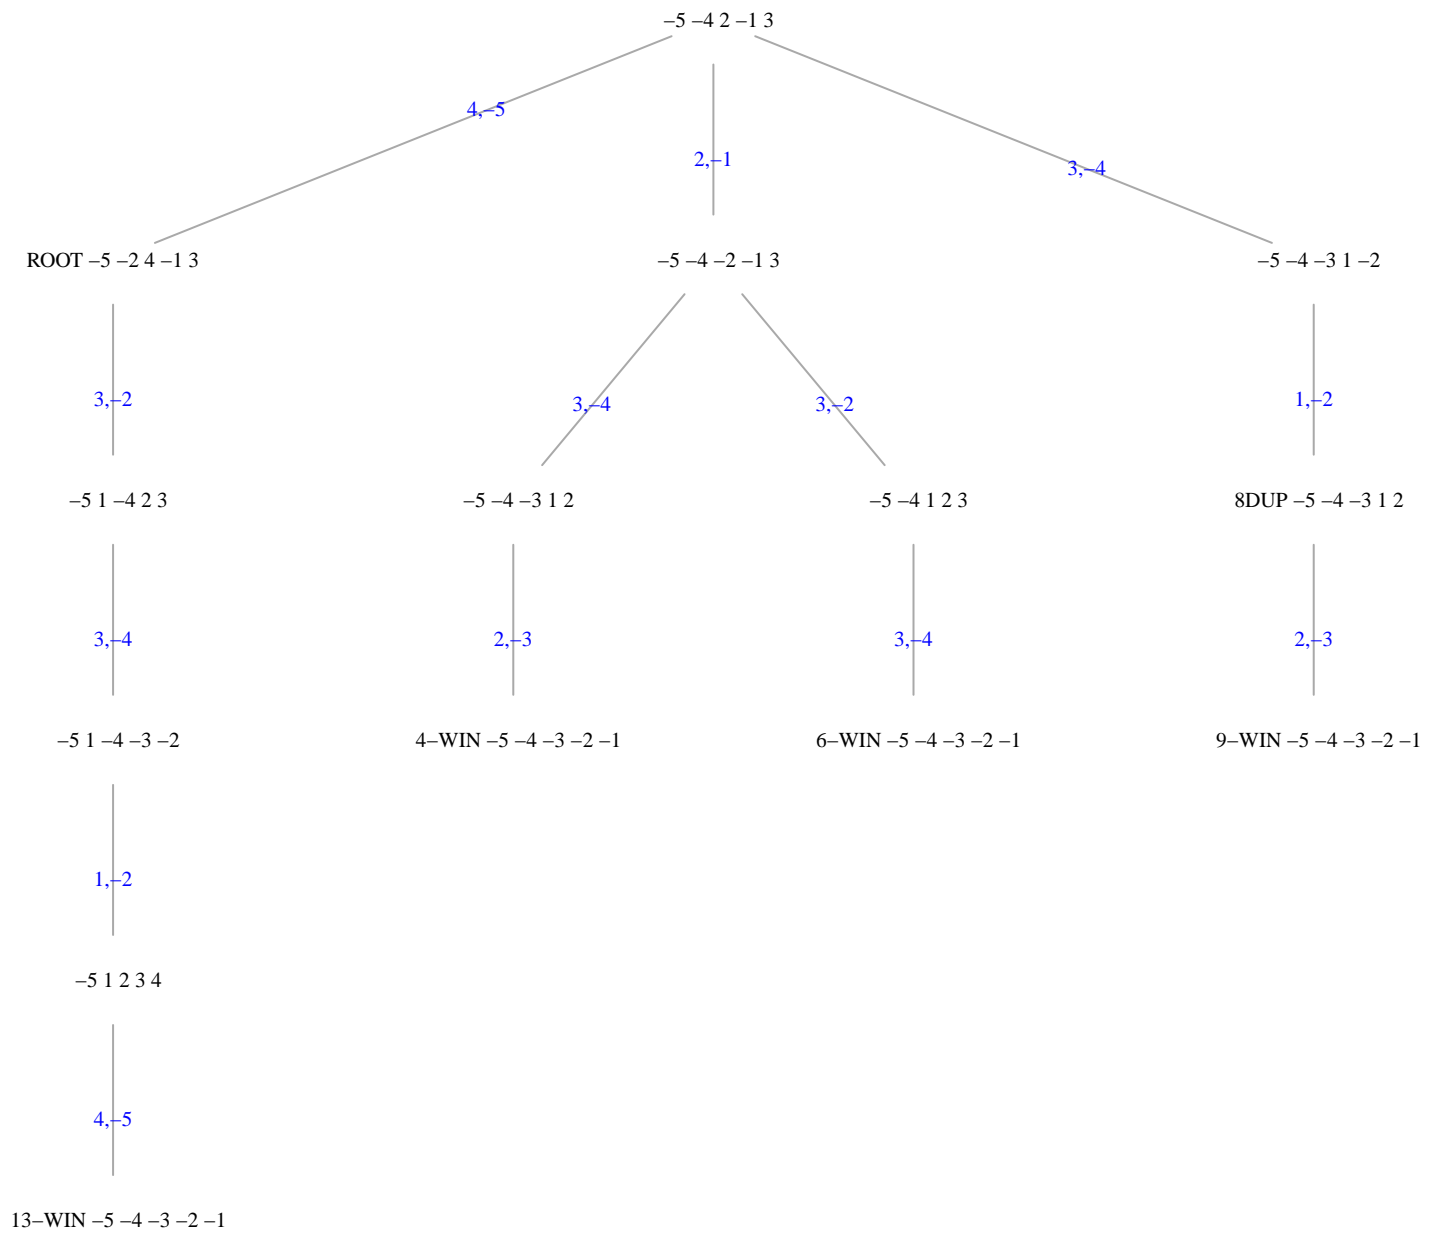 –5 –4 2 –1 3
4,–5
2,–1
3,–4
ROOT –5 –2 4 –1 3
–5 –4 –2 –1 3
–5 –4 –3 1 –2
3,–2
3,–4
3,–2
1,–2
–5 1 –4 2 3
–5 –4 –3 1 2
–5 –4 1 2 3
8DUP –5 –4 –3 1 2
3,–4
2,–3
3,–4
2,–3
–5 1 –4 –3 –2
4–WIN –5 –4 –3 –2 –1
6–WIN –5 –4 –3 –2 –1
9–WIN –5 –4 –3 –2 –1
1,–2
–5 1 2 3 4
4,–5
13–WIN –5 –4 –3 –2 –1